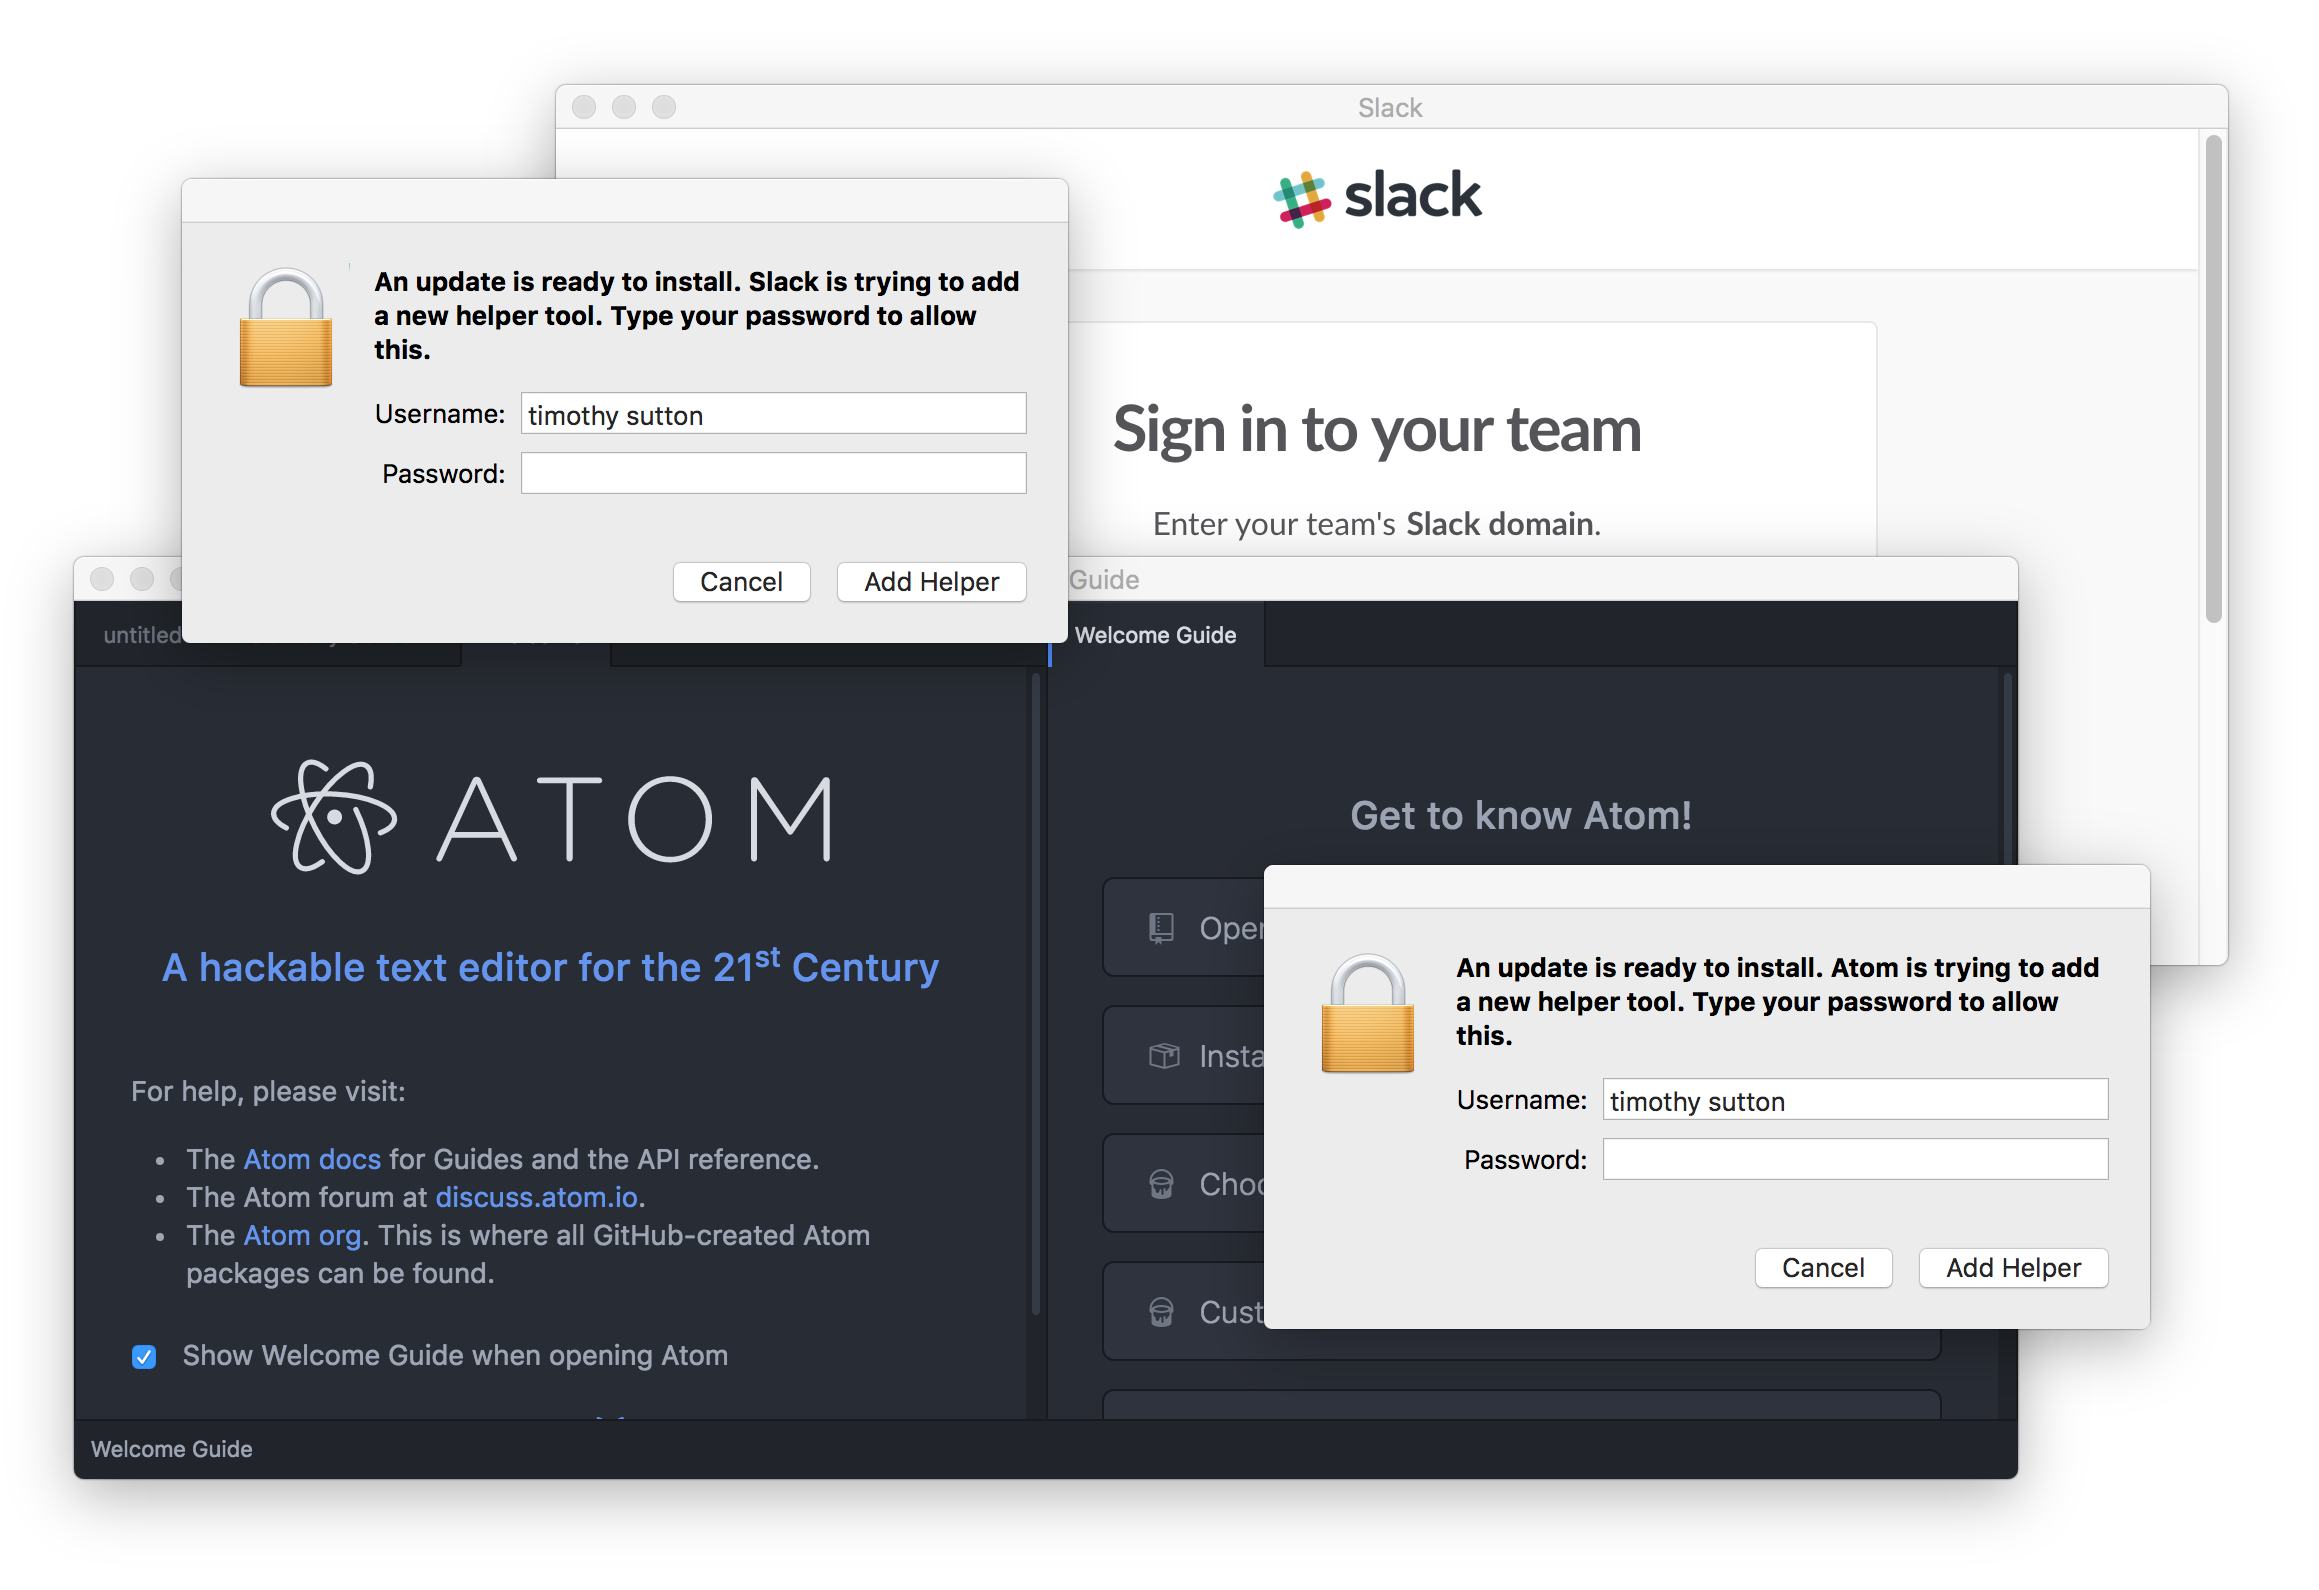 Slack
slack
Sign in to your team
Enter your team's Slack domain.
An update is ready to install. Slack is trying to add
a new helper tool. Type your password to allow
this.
Username: timothy sutton
Password:
Cancel
Add Helper
Guide
untitled
Welcome Guide
ATOM
A hackable text editor for the 21st Century
For help, please visit:
• The Atom docs for Guides and the API reference.
• The Atom forum at discuss.atom.io.
• The Atom org. This is where all GitHub-created Atom
packages can be found.
Show Welcome Guide when opening Atom
Get to know Atom!
An update is ready to install. Atom is trying to add
a new helper tool. Type your password to allow
this.
Username: timothy sutton
Password:
Cancel
Add Helper
Welcome Guide